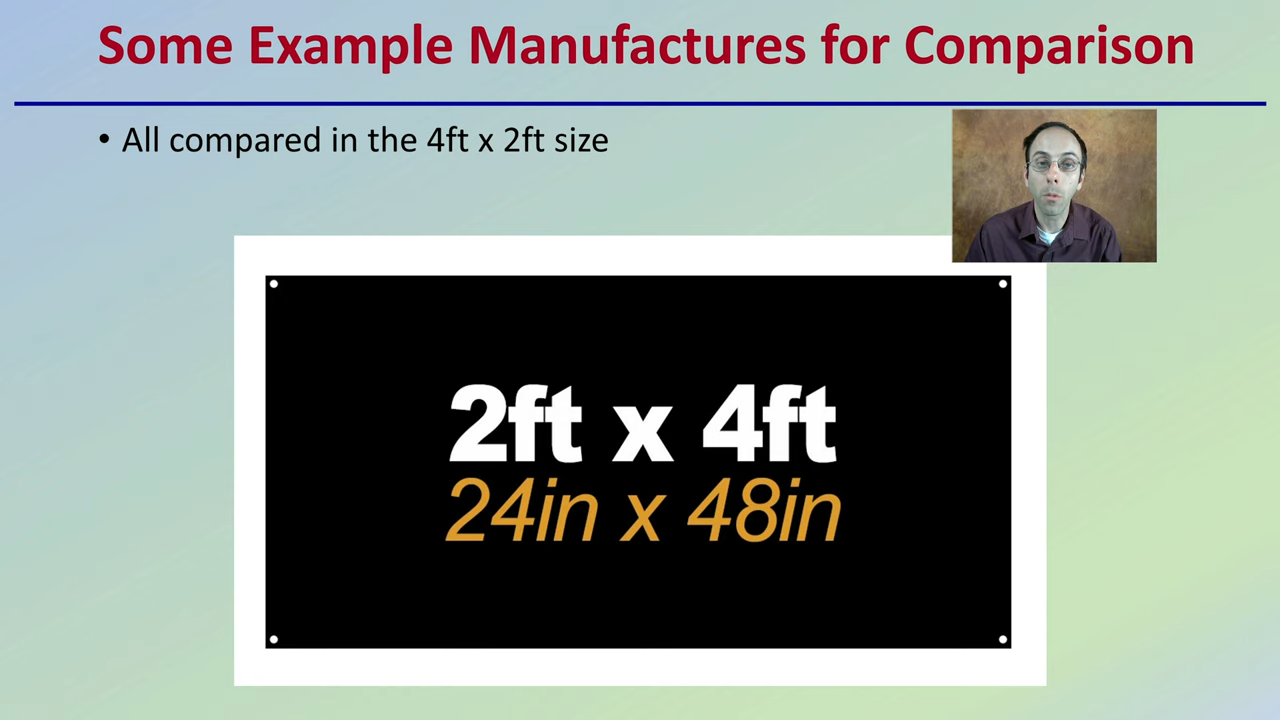 Some Example Manufactures for Comparison
• All compared in the 4ft x 2ft size
2ft x 4ft
24in x 48in